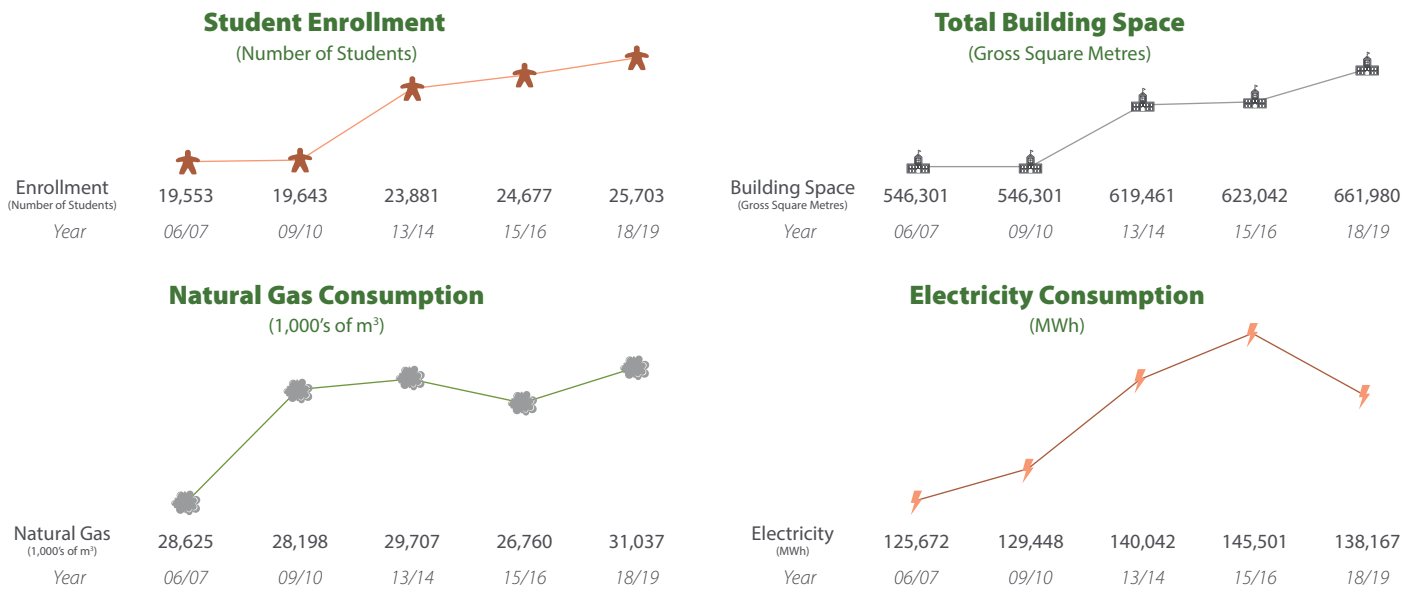 Student Enrollment
(Number of Students)
Enrollment
(Number of Students)
19,553 19,643 23,881 24,677 25,703
Year 06/07 09/10 13/14 15/16 18/19
Total Building Space
(Gross Square Metres)
Building Space
(Gross Square Metres)
546,301 546,301 619,461 623,042 661,980
Year 06/07 09/10 13/14 15/16 18/19
Natural Gas Consumption
(1,000's of m³)
Natural Gas
(1,000's of m³)
28,625 28,198 29,707 26,760 31,037
Year 06/07 09/10 13/14 15/16 18/19
Electricity Consumption
(MWh)
Electricity
(MWh)
125,672 129,448 140,042 145,501 138,167
Year 06/07 09/10 13/14 15/16 18/19